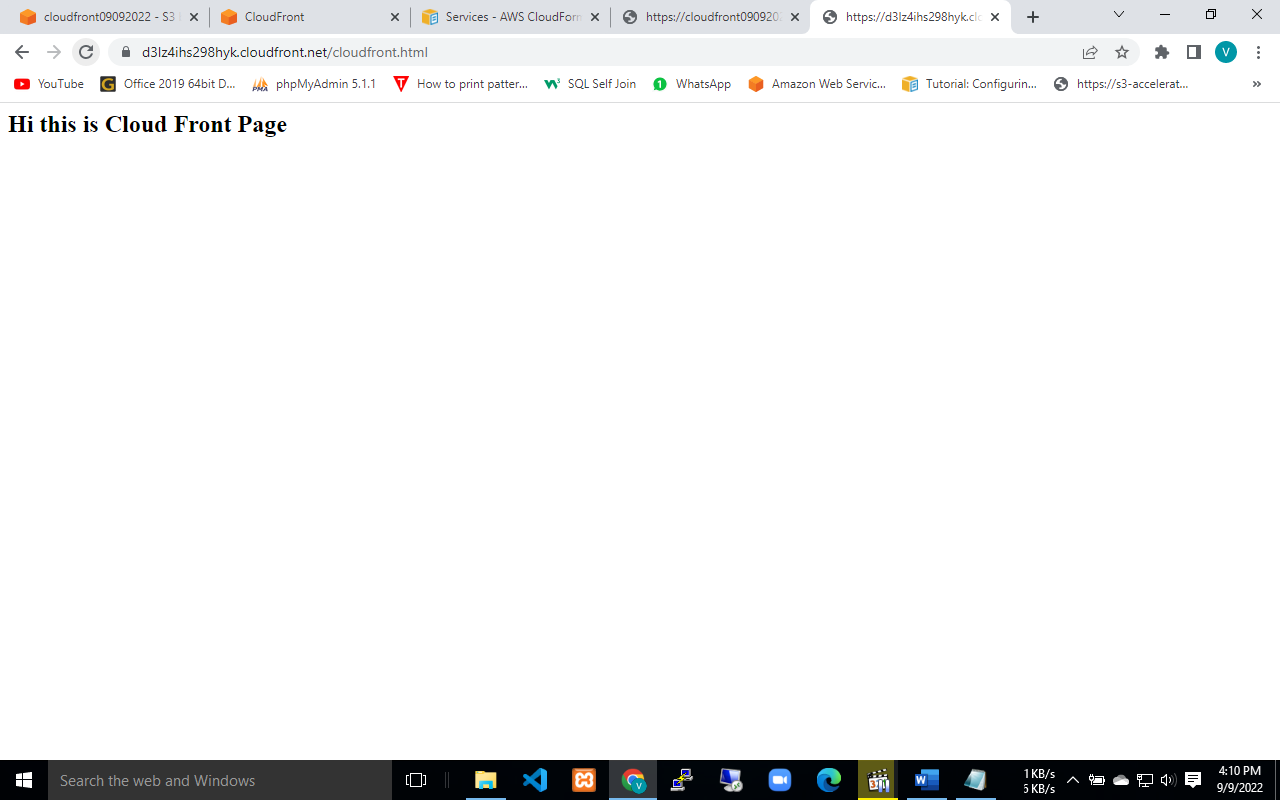 cloudfront09092022 - S3
CloudFront
Services - AWS CloudForm
https://cloudfront090920
https://d3lz4ihs298hyk.clo
d3lz4ihs298hyk.cloudfront.net/cloudfront.html
V
YouTube
G
Office 2019 64bit D...
PMA
phpMyAdmin 5.1.1
T
How to print patter...
SQL Self Join
1
WhatsApp
Amazon Web Servic...
Tutorial: Configurin...
https://s3-accelerat...
»
Hi this is Cloud Front Page
Search the web and Windows
V
W
1 KB/s
KB/s
4:10 PM
9/9/2022